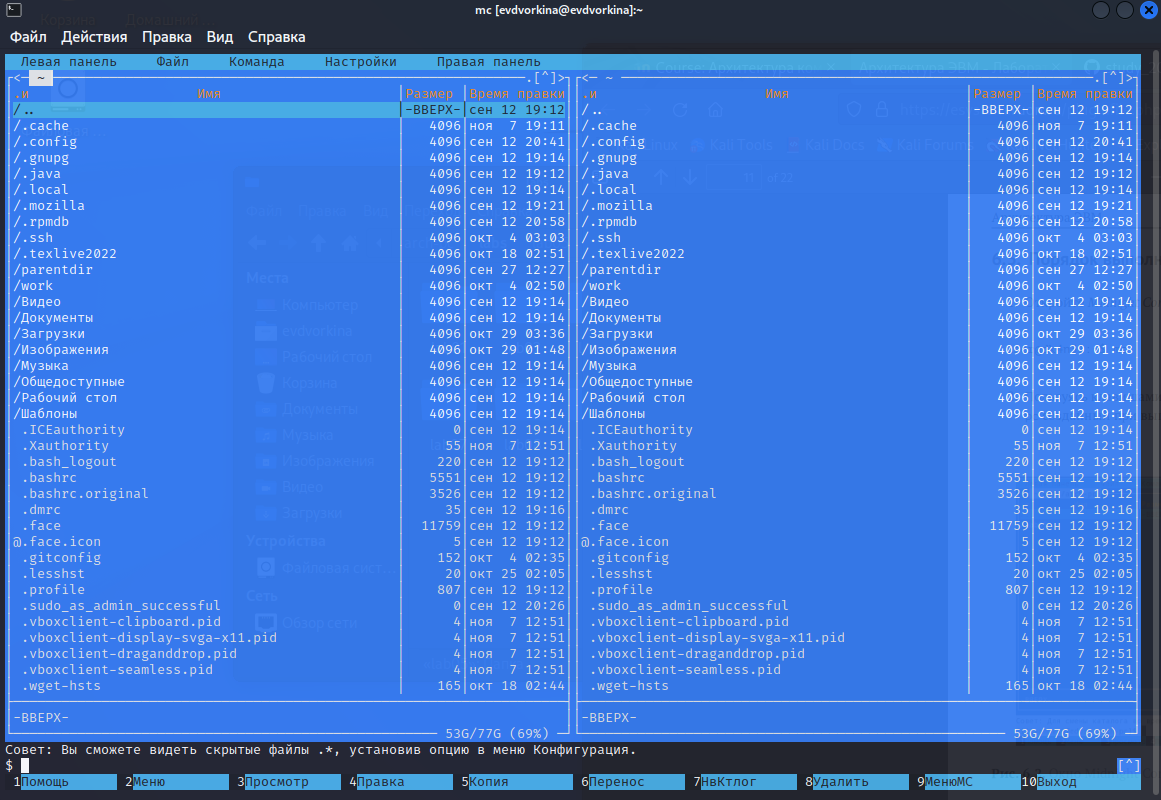 mc [evdvorkina@evdvorkina]:~
Файл Действия Правка Вид Справка
Левая панель Файл Команда Настройки Правая панель
<— ~ .[^]> <— ~ .[^]>
.и Имя Размер Время правки .и Имя Размер Время правки
/.. -ВВЕРХ- сен 12 19:12 /.. -ВВЕРХ- сен 12 19:12
/.cache 4096 ноя 7 19:11 /.cache 4096 ноя 7 19:11
/.config 4096 сен 12 20:41 /.config 4096 сен 12 20:41
/.gnupg 4096 сен 12 19:14 /.gnupg 4096 сен 12 19:14
/.java 4096 сен 12 19:12 /.java 4096 сен 12 19:12
/.local 4096 сен 12 19:14 /.local 4096 сен 12 19:14
/.mozilla 4096 сен 12 19:21 /.mozilla 4096 сен 12 19:21
/.rpmdb 4096 сен 12 20:58 /.rpmdb 4096 сен 12 20:58
/.ssh 4096 окт 4 03:03 /.ssh 4096 окт 4 03:03
/.texlive2022 4096 окт 18 02:51 /.texlive2022 4096 окт 18 02:51
/parentdir 4096 сен 27 12:27 /parentdir 4096 сен 27 12:27
/work 4096 окт 4 02:50 /work 4096 окт 4 02:50
/Видео 4096 сен 12 19:14 /Видео 4096 сен 12 19:14
/Документы 4096 сен 12 19:14 /Документы 4096 сен 12 19:14
/Загрузки 4096 окт 29 03:36 /Загрузки 4096 окт 29 03:36
/Изображения 4096 окт 29 01:48 /Изображения 4096 окт 29 01:48
/Музыка 4096 сен 12 19:14 /Музыка 4096 сен 12 19:14
/Общедоступные 4096 сен 12 19:14 /Общедоступные 4096 сен 12 19:14
/Рабочий стол 4096 сен 12 19:14 /Рабочий стол 4096 сен 12 19:14
/Шаблоны 4096 сен 12 19:14 /Шаблоны 4096 сен 12 19:14
.ICEauthority 0 сен 12 19:14 .ICEauthority 0 сен 12 19:14
.Xauthority 55 ноя 7 12:51 .Xauthority 55 ноя 7 12:51
.bash_logout 220 сен 12 19:12 .bash_logout 220 сен 12 19:12
.bashrc 5551 сен 12 19:12 .bashrc 5551 сен 12 19:12
.bashrc.original 3526 сен 12 19:12 .bashrc.original 3526 сен 12 19:12
.dmrc 35 сен 12 19:16 .dmrc 35 сен 12 19:16
.face 11759 сен 12 19:12 .face 11759 сен 12 19:12
@.face.icon 5 сен 12 19:12 @.face.icon 5 сен 12 19:12
.gitconfig 152 окт 4 02:35 .gitconfig 152 окт 4 02:35
.lesshst 20 окт 25 02:05 .lesshst 20 окт 25 02:05
.profile 807 сен 12 19:12 .profile 807 сен 12 19:12
.sudo_as_admin_successful 0 сен 12 20:26 .sudo_as_admin_successful 0 сен 12 20:26
.vboxclient-clipboard.pid 4 ноя 7 12:51 .vboxclient-clipboard.pid 4 ноя 7 12:51
.vboxclient-display-svga-x11.pid 4 ноя 7 12:51 .vboxclient-display-svga-x11.pid 4 ноя 7 12:51
.vboxclient-draganddrop.pid 4 ноя 7 12:51 .vboxclient-draganddrop.pid 4 ноя 7 12:51
.vboxclient-seamless.pid 4 ноя 7 12:51 .vboxclient-seamless.pid 4 ноя 7 12:51
.wget-hsts 165 окт 18 02:44 .wget-hsts 165 окт 18 02:44
-ВВЕРХ- -ВВЕРХ-
53G/77G (69%) 53G/77G (69%)
Совет: Вы сможете видеть скрытые файлы .*, установив опцию в меню Конфигурация.
$ [^]
1Помощь 2Меню 3Просмотр 4Правка 5Копия 6Перенос 7НвКтлог 8Удалить 9МенюМС 10Выход